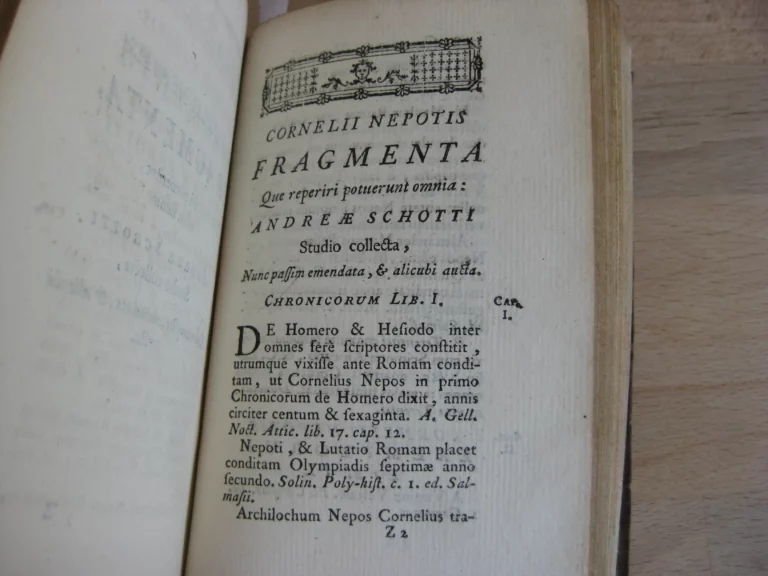 CORNELII NEPOTIS
FRAGMENTA
Que reperiri potuerunt omnia:
ANDREÆ SCHOTTI
Studio collecta,
Nunc paſſim emendata, & alicubi aucta.
CHRONICORUM LIB. I.
CAP.
I.
DE Homero & Heſiodo inter
omnes ferè ſcriptores conſtitit,
utrumque vixiſſe ante Romam condi-
tam, ut Cornelius Nepos in primo
Chronicorum de Homero dixit, annis
circiter centum & ſexaginta. A. Gell.
Noct. Attic. lib. 17. cap. 12.
Nepoti, & Lutatio Romam placet
conditam Olympiadis ſeptimæ anno
ſecundo. Solin. Poly-hiſt. c. 1. ed. Sal-
maſii.
Archilochum Nepos Cornelius tra-
Z 2